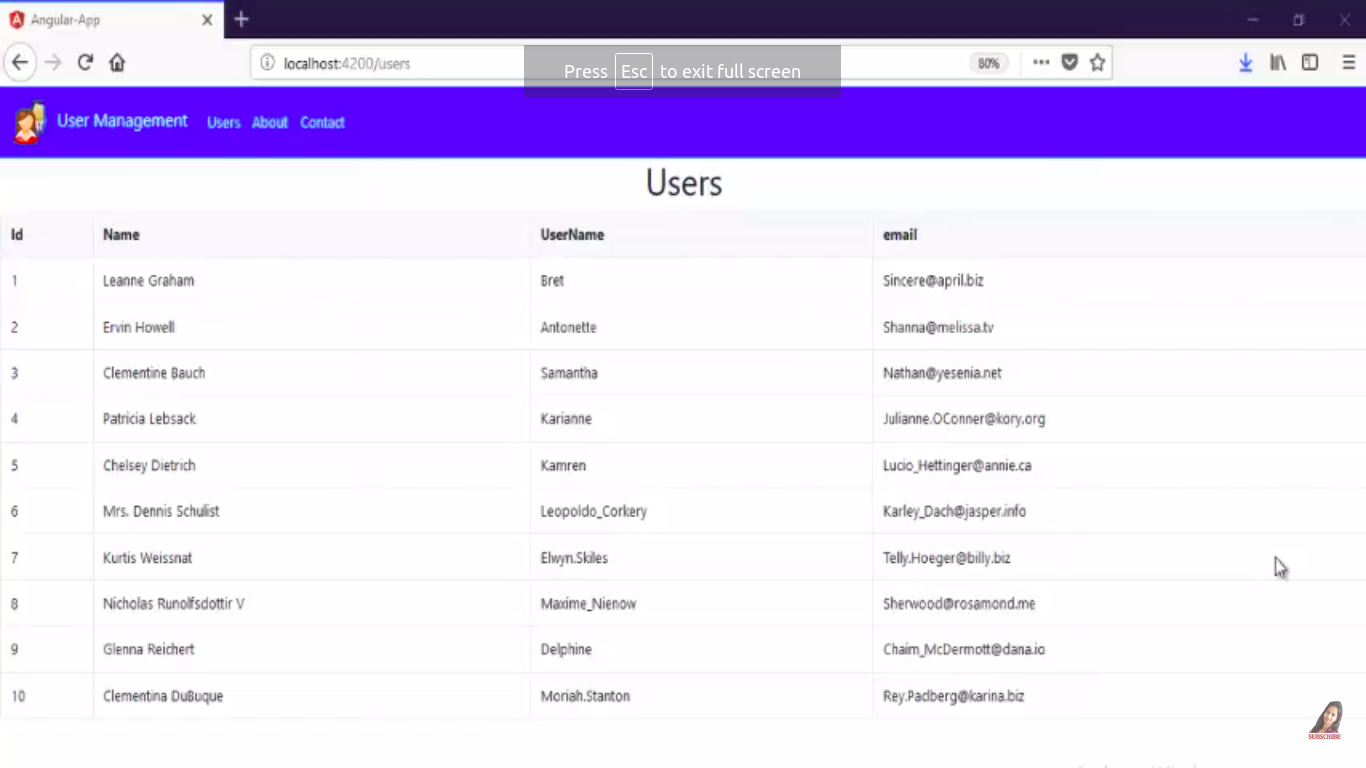 Angular-App
localhost:4200/users
80%
Press Esc to exit full screen
User Management Users About Contact
Users
Id Name UserName email
1 Leanne Graham Bret Sincere@april.biz
2 Ervin Howell Antonette Shanna@melissa.tv
3 Clementine Bauch Samantha Nathan@yesenia.net
4 Patricia Lebsack Karianne Julianne.OConner@kory.org
5 Chelsey Dietrich Kamren Lucio_Hettinger@annie.ca
6 Mrs. Dennis Schulist Leopoldo_Corkery Karley_Dach@jasper.info
7 Kurtis Weissnat Elwyn.Skiles Telly.Hoeger@billy.biz
8 Nicholas Runolfsdottir V Maxime_Nienow Sherwood@rosamond.me
9 Glenna Reichert Delphine Chaim_McDermott@dana.io
10 Clementina DuBuque Moriah.Stanton Rey.Padberg@karina.biz
SUBSCRIBE